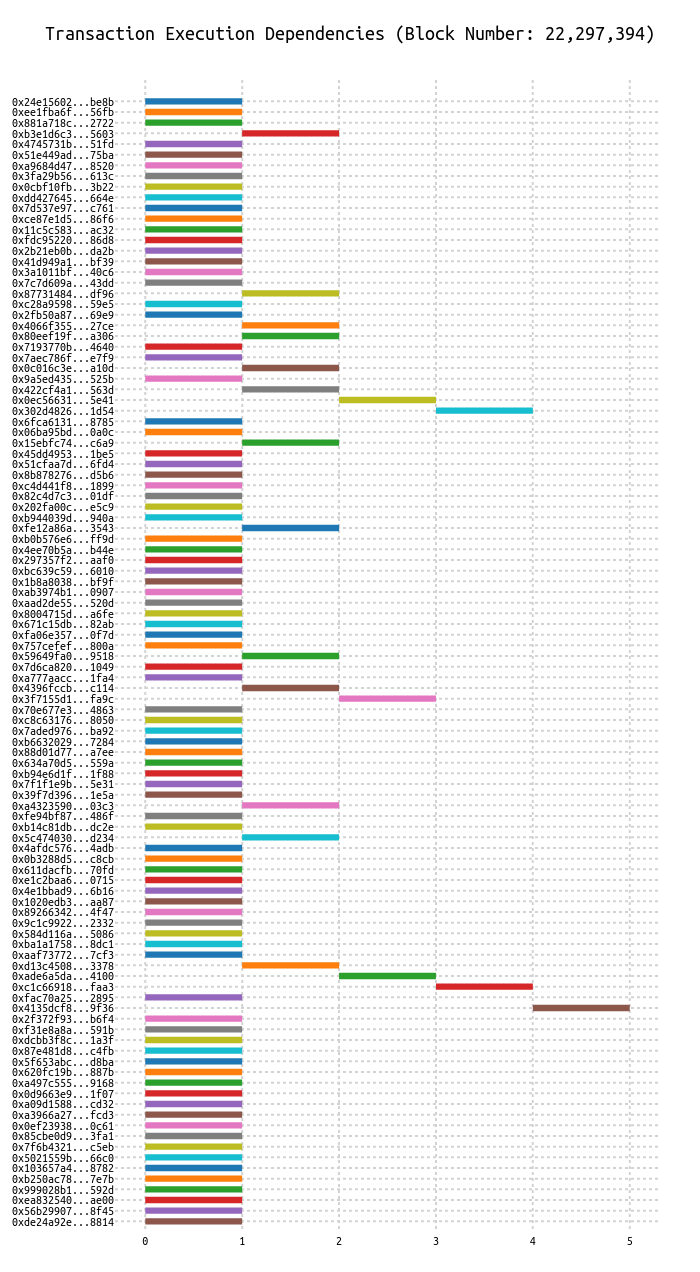 Transaction Execution Dependencies (Block Number: 22,297,394)
0x24e15602...be8b
0xee1fba6f...56fb
0x881a718c...2722
0xb3e1d6c3...5603
0x4745731b...51fd
0x51e449ad...75ba
0xa9684d47...8520
0x3fa29b56...613c
0x0cbf10fb...3b22
0xdd427645...664e
0x7d537e97...c761
0xce87e1d5...86f6
0x11c5c583...ac32
0xfdc95220...86d8
0x2b21eb0b...da2b
0x41d949a1...bf39
0x3a1011bf...40c6
0x7c7d609a...43dd
0x87731484...df96
0xc28a9598...59e5
0x2fb50a87...69e9
0x4066f355...27ce
0x80eef19f...a306
0x7193770b...4640
0x7aec786f...e7f9
0x0c016c3e...a10d
0x9a5ed435...525b
0x422cf4a1...563d
0x0ec56631...5e41
0x302d4826...1d54
0x6fca6131...8785
0x06ba95bd...0a0c
0x15ebfc74...c6a9
0x45dd4953...1be5
0x51cfaa7d...6fd4
0x8b878276...d5b6
0xc4d441f8...1899
0x82c4d7c3...01df
0x202fa00c...e5c9
0xb944039d...940a
0xfe12a86a...3543
0xb0b576e6...ff9d
0x4ee70b5a...b44e
0x297357f2...aaf0
0xbc639c59...6010
0x1b8a8038...bf9f
0xab3974b1...0907
0xaad2de55...520d
0x8004715d...a6fe
0x671c15db...82ab
0xfa06e357...0f7d
0x757cefef...800a
0x59649fa0...9518
0x7d6ca820...1049
0xa777aacc...1fa4
0x4396fccb...c114
0x3f7155d1...fa9c
0x70e677e3...4863
0xc8c63176...8050
0x7aded976...ba92
0xb6632029...7284
0x88d01d77...a7ee
0x634a70d5...559a
0xb94e6d1f...1f88
0x7f1f1e9b...5e31
0x39f7d396...1e5a
0xa4323590...03c3
0xfe94bf87...486f
0xb14c81db...dc2e
0x5c474030...d234
0x4afdc576...4adb
0x0b3288d5...c8cb
0x611dacfb...70fd
0xe1c2baa6...0715
0x4e1bbad9...6b16
0x1020edb3...aa87
0x89266342...4f47
0x9c1c9922...2332
0x584d116a...5086
0xba1a1758...8dc1
0xaaf73772...7cf3
0xd13c4508...3378
0xade6a5da...4100
0xc1c66918...faa3
0xfac70a25...2895
0x4135dcf8...9f36
0x2f372f93...b6f4
0xf31e8a8a...591b
0xdcbb3f8c...1a3f
0x87e481d8...c4fb
0x5f653abc...d8ba
0x620fc19b...887b
0xa497c555...9168
0x0d9663e9...1f07
0xa09d1588...cd32
0xa3966a27...fcd3
0x0ef23938...0c61
0x85cbe0d9...3fa1
0x7f6b4321...c5eb
0x5021559b...66c0
0x103657a4...8782
0xb250ac78...7e7b
0x999028b1...592d
0xea832540...ae00
0x56b29907...8f45
0xde24a92e...8814
0 1 2 3 4 5